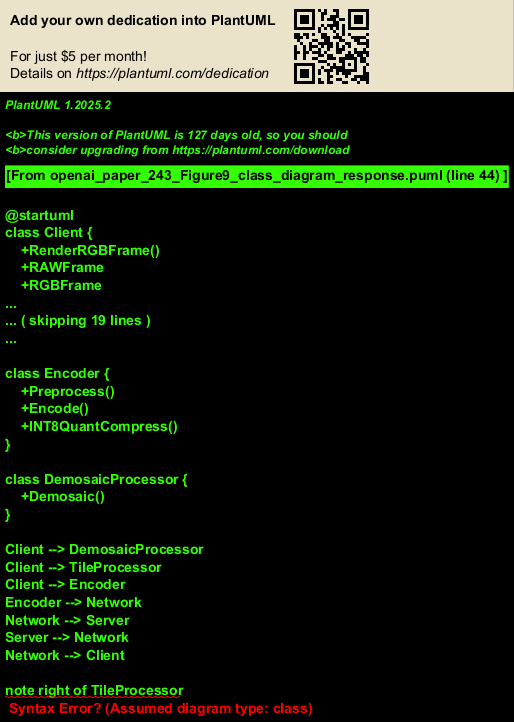 Add your own dedication into PlantUML
For just $5 per month!
Details on https://plantuml.com/dedication
PlantUML 1.2025.2
<b>This version of PlantUML is 127 days old, so you should
<b>consider upgrading from https://plantuml.com/download
[From openai_paper_243_Figure9_class_diagram_response.puml (line 44) ]
@startuml
class Client {
+RenderRGBFrame()
+RAWFrame
+RGBFrame
...
... ( skipping 19 lines )
...
class Encoder {
+Preprocess()
+Encode()
+INT8QuantCompress()
}
class DemosaicProcessor {
+Demosaic()
}
Client --> DemosaicProcessor
Client --> TileProcessor
Client --> Encoder
Encoder --> Network
Network --> Server
Server --> Network
Network --> Client
note right of TileProcessor
Syntax Error? (Assumed diagram type: class)